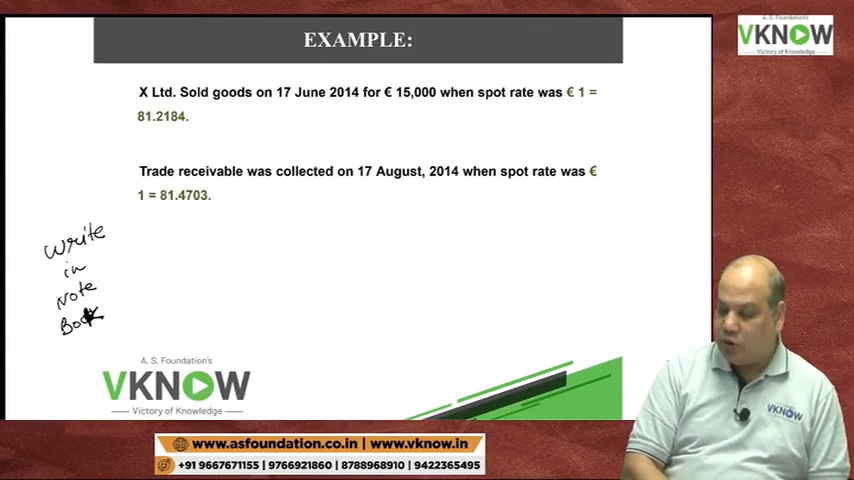 EXAMPLE:
A. S. Foundation's
VKNOW
Victory of Knowledge
X Ltd. Sold goods on 17 June 2014 for € 15,000 when spot rate was € 1 =
81.2184.
Trade receivable was collected on 17 August, 2014 when spot rate was €
1 = 81.4703.
write
in
Note
Book
A. S. Foundation's
VKNOW
Victory of Knowledge
VKNOW
www.asfoundation.co.in | www.vknow.in
+91 9667671155 | 9766921860 | 8788968910 | 9422365495